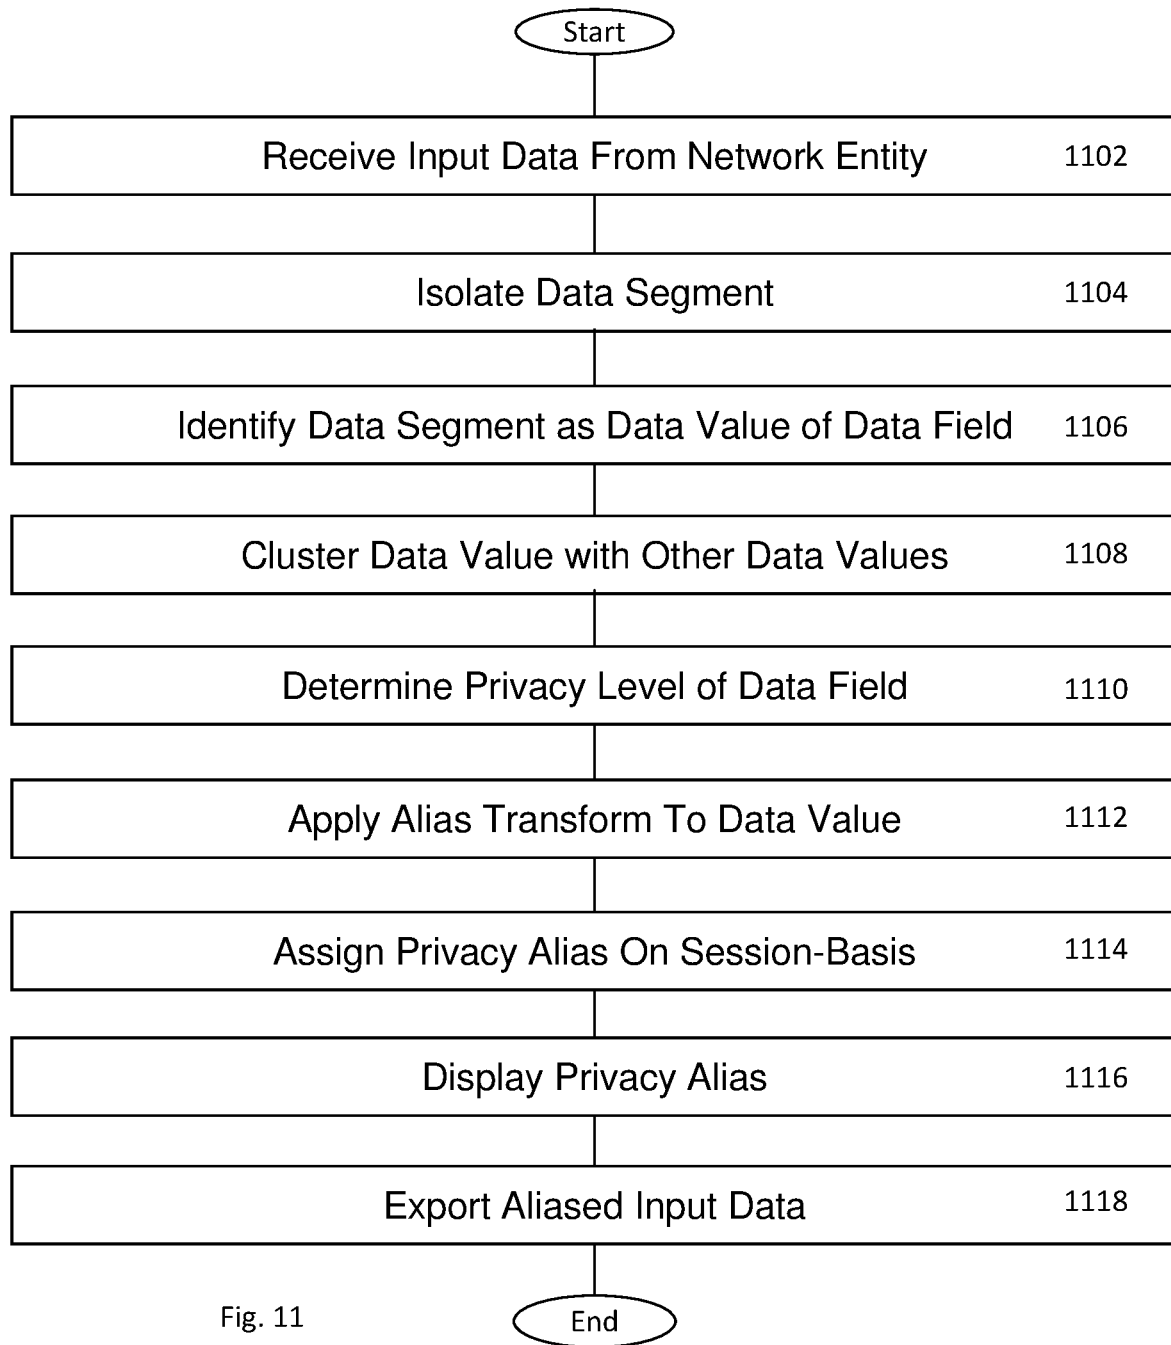 Start
Receive Input Data From Network Entity 1102
Isolate Data Segment 1104
Identify Data Segment as Data Value of Data Field 1106
Cluster Data Value with Other Data Values 1108
Determine Privacy Level of Data Field 1110
Apply Alias Transform To Data Value 1112
Assign Privacy Alias On Session-Basis 1114
Display Privacy Alias 1116
Export Aliased Input Data 1118
Fig. 11
End